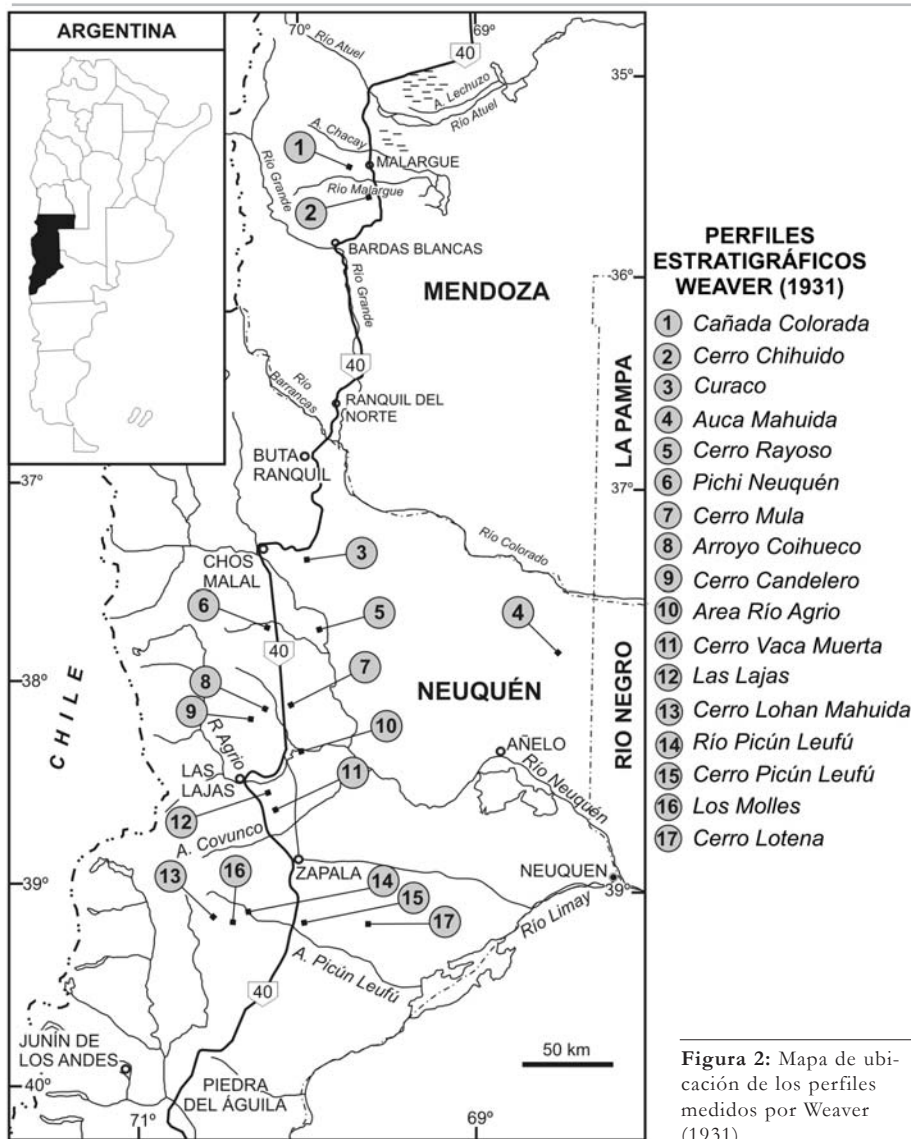 ARGENTINA
70º
69º
Río Atuel
40
35º
A. Lechuzo
Río Atuel
A. Chacay
1
MALARGUE
Río Grande
Río Malargue
2
BARDAS BLANCAS
Río Grande
36º
MENDOZA
40
Río Barrancas
RANQUIL DEL
NORTE
BUTA
RANQUIL
37º
37º
LA PAMPA
Río Colorado
CHOS
MALAL
3
6
5
4
40
38º
8
7
NEUQUÉN
RIO NEGRO
CHILE
9
R Agrio
10
AÑELO
LAS
LAJAS
11
Río Neuquén
12
A. Covunco
ZAPALA
NEUQUEN
39º
39º
13
16
14
15
17
Río Limay
A. Picún Leufú
40
50 km
JUNÍN DE
LOS ANDES
PIEDRA
DEL ÁGUILA
40º
71º
69º
PERFILES
ESTRATIGRÁFICOS
WEAVER (1931)
1 Cañada Colorada
2 Cerro Chihuido
3 Curaco
4 Auca Mahuida
5 Cerro Rayoso
6 Pichi Neuquén
7 Cerro Mula
8 Arroyo Coihueco
9 Cerro Candelero
10 Area Río Agrio
11 Cerro Vaca Muerta
12 Las Lajas
13 Cerro Lohan Mahuida
14 Río Picún Leufú
15 Cerro Picún Leufú
16 Los Molles
17 Cerro Lotena
Figura 2: Mapa de ubi-
cación de los perfiles
medidos por Weaver
(1931)